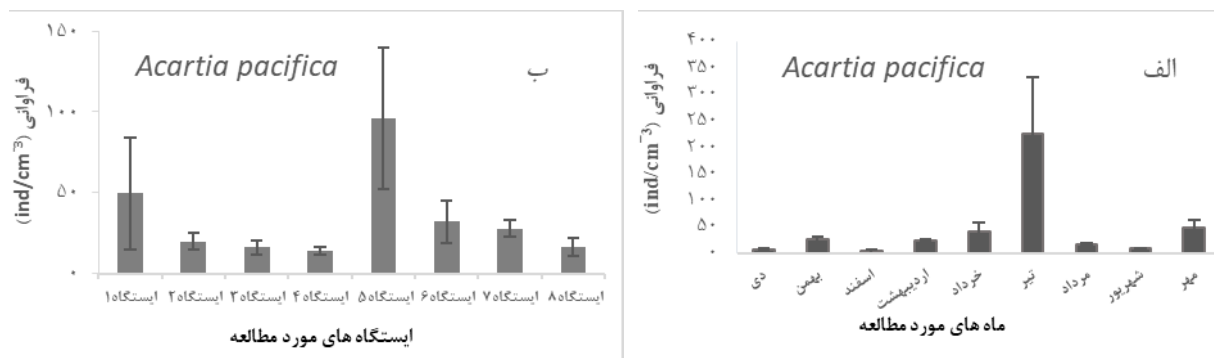 الف
Acartia pacifica
فراوانی (ind/cm⁻³)
۴۰۰
۳۵۰
۳۰۰
۲۵۰
۲۰۰
۱۵۰
۱۰۰
۵۰
۰
دی بهمن اسفند اردیبهشت خرداد تیر مرداد شهریور مهر
ماه های مورد مطالعه
ب
Acartia pacifica
فراوانی (ind/cm⁻³)
۱۵۰
۱۰۰
۵۰
۰
ایستگاه۱ ایستگاه۲ ایستگاه۳ ایستگاه۴ ایستگاه۵ ایستگاه۶ ایستگاه۷ ایستگاه۸
ایستگاه های مورد مطالعه